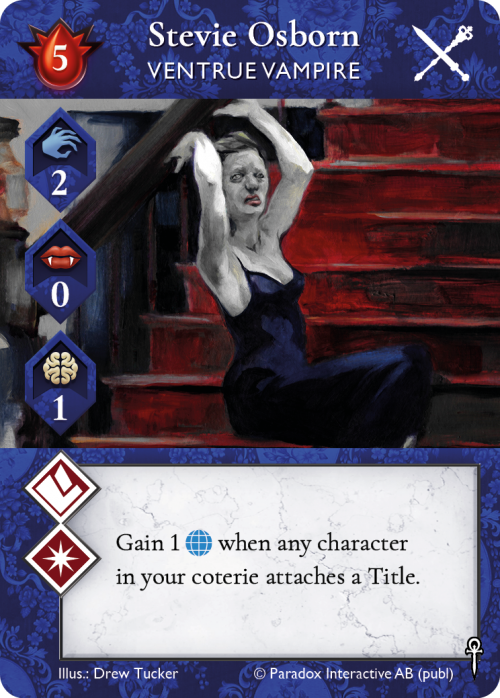 5
Stevie Osborn
VENTRUE VAMPIRE
2
0
1
Gain 1 when any character
in your coterie attaches a Title.
Illus.: Drew Tucker
© Paradox Interactive AB (publ)